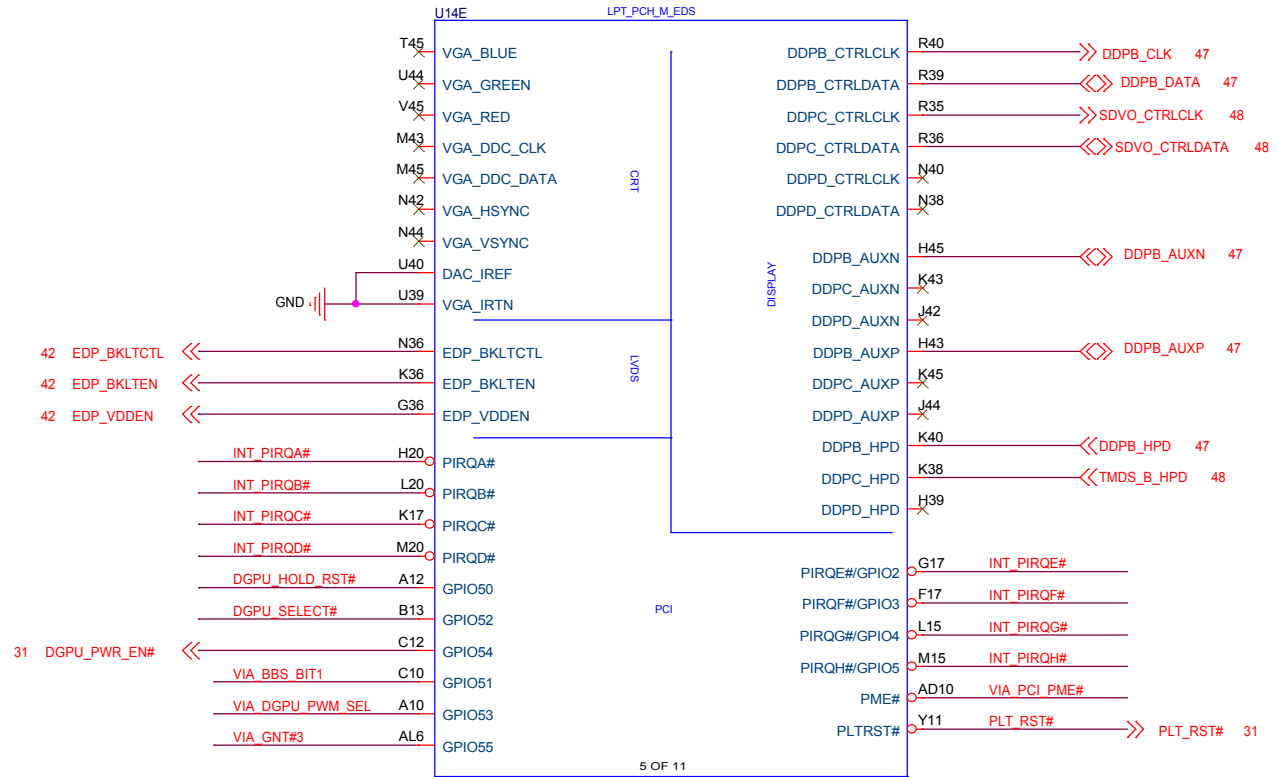 U14E LPT_PCH_M_EDS
T45 VGA_BLUE DDPB_CTRLCLK R40 DDPB_CLK 47
U44 VGA_GREEN DDPB_CTRLDATA R39 DDPB_DATA 47
V45 VGA_RED DDPC_CTRLCLK R35 SDVO_CTRLCLK 48
M43 VGA_DDC_CLK DDPC_CTRLDATA R36 SDVO_CTRLDATA 48
M45 VGA_DDC_DATA CRT DDPD_CTRLCLK N40
N42 VGA_HSYNC DDPD_CTRLDATA N38
N44 VGA_VSYNC DDPB_AUXN H45 DDPB_AUXN 47
U40 DAC_IREF DISPLAY DDPC_AUXN K43
GND U39 VGA_IRTN DDPD_AUXN J42
42 EDP_BKLTCTL N36 EDP_BKLTCTL LVDS DDPB_AUXP H43 DDPB_AUXP 47
42 EDP_BKLTEN K36 EDP_BKLTEN DDPC_AUXP K45
42 EDP_VDDEN G36 EDP_VDDEN DDPD_AUXP J44
INT_PIRQA# H20 PIRQA# DDPB_HPD K40 DDPB_HPD 47
INT_PIRQB# L20 PIRQB# DDPC_HPD K38 TMDS_B_HPD 48
INT_PIRQC# K17 PIRQC# DDPD_HPD H39
INT_PIRQD# M20 PIRQD#
DGPU_HOLD_RST# A12 GPIO50 PIRQE#/GPIO2 G17 INT_PIRQE#
DGPU_SELECT# B13 GPIO52 PCI PIRQF#/GPIO3 F17 INT_PIRQF#
31 DGPU_PWR_EN# C12 GPIO54 PIRQG#/GPIO4 L15 INT_PIRQG#
VIA_BBS_BIT1 C10 GPIO51 PIRQH#/GPIO5 M15 INT_PIRQH#
VIA_DGPU_PWM_SEL A10 GPIO53 PME# AD10 VIA_PCI_PME#
VIA_GNT#3 AL6 GPIO55 PLTRST# Y11 PLT_RST# PLT_RST# 31
5 OF 11